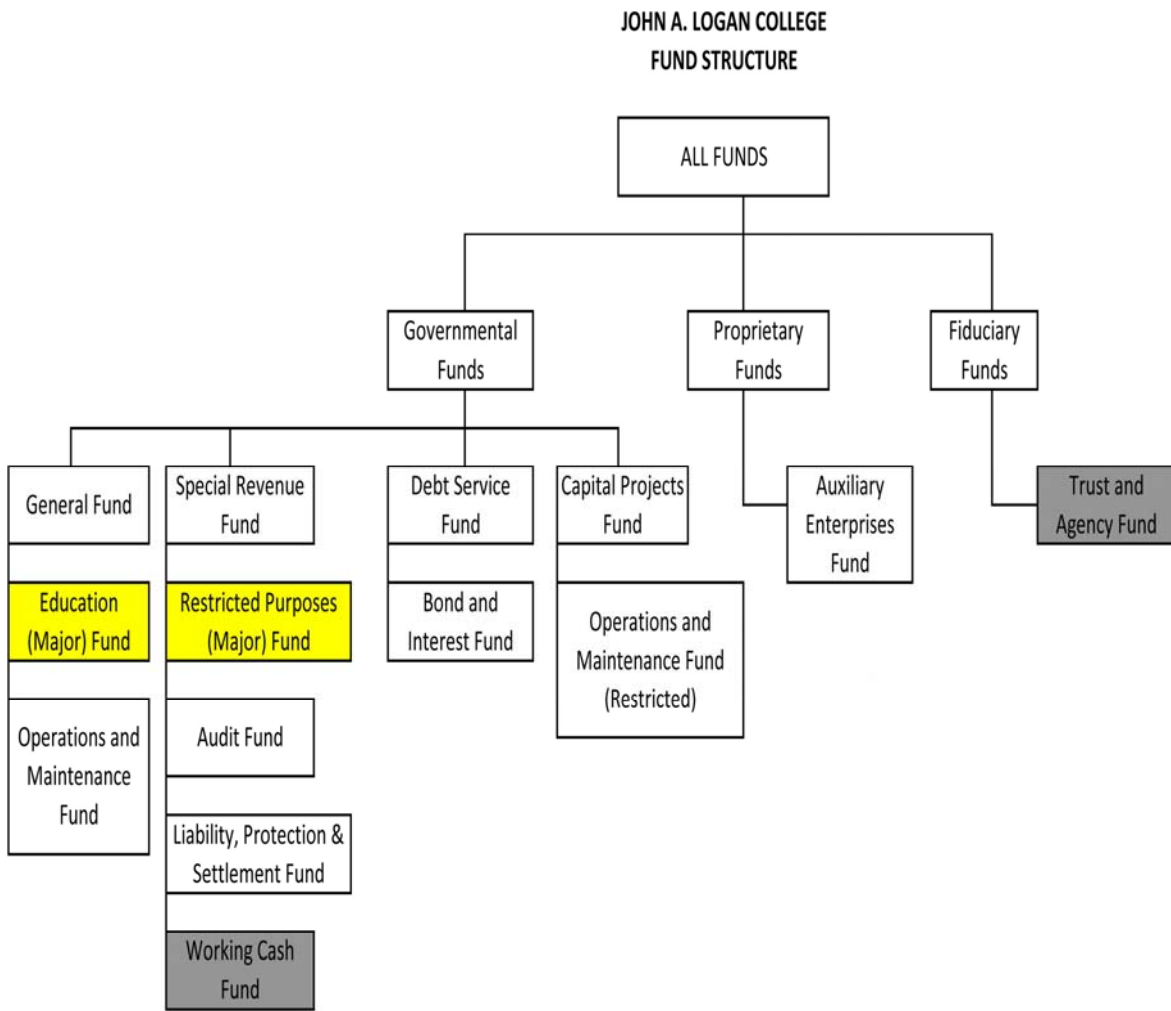 JOHN A. LOGAN COLLEGE
FUND STRUCTURE
ALL FUNDS
Governmental
Funds
Proprietary
Funds
Fiduciary
Funds
General Fund
Special Revenue
Fund
Debt Service
Fund
Capital Projects
Fund
Auxiliary
Enterprises
Fund
Trust and
Agency Fund
Education
(Major) Fund
Restricted Purposes
(Major) Fund
Bond and
Interest Fund
Operations and
Maintenance Fund
(Restricted)
Operations and
Maintenance
Fund
Audit Fund
Liability, Protection &
Settlement Fund
Working Cash
Fund